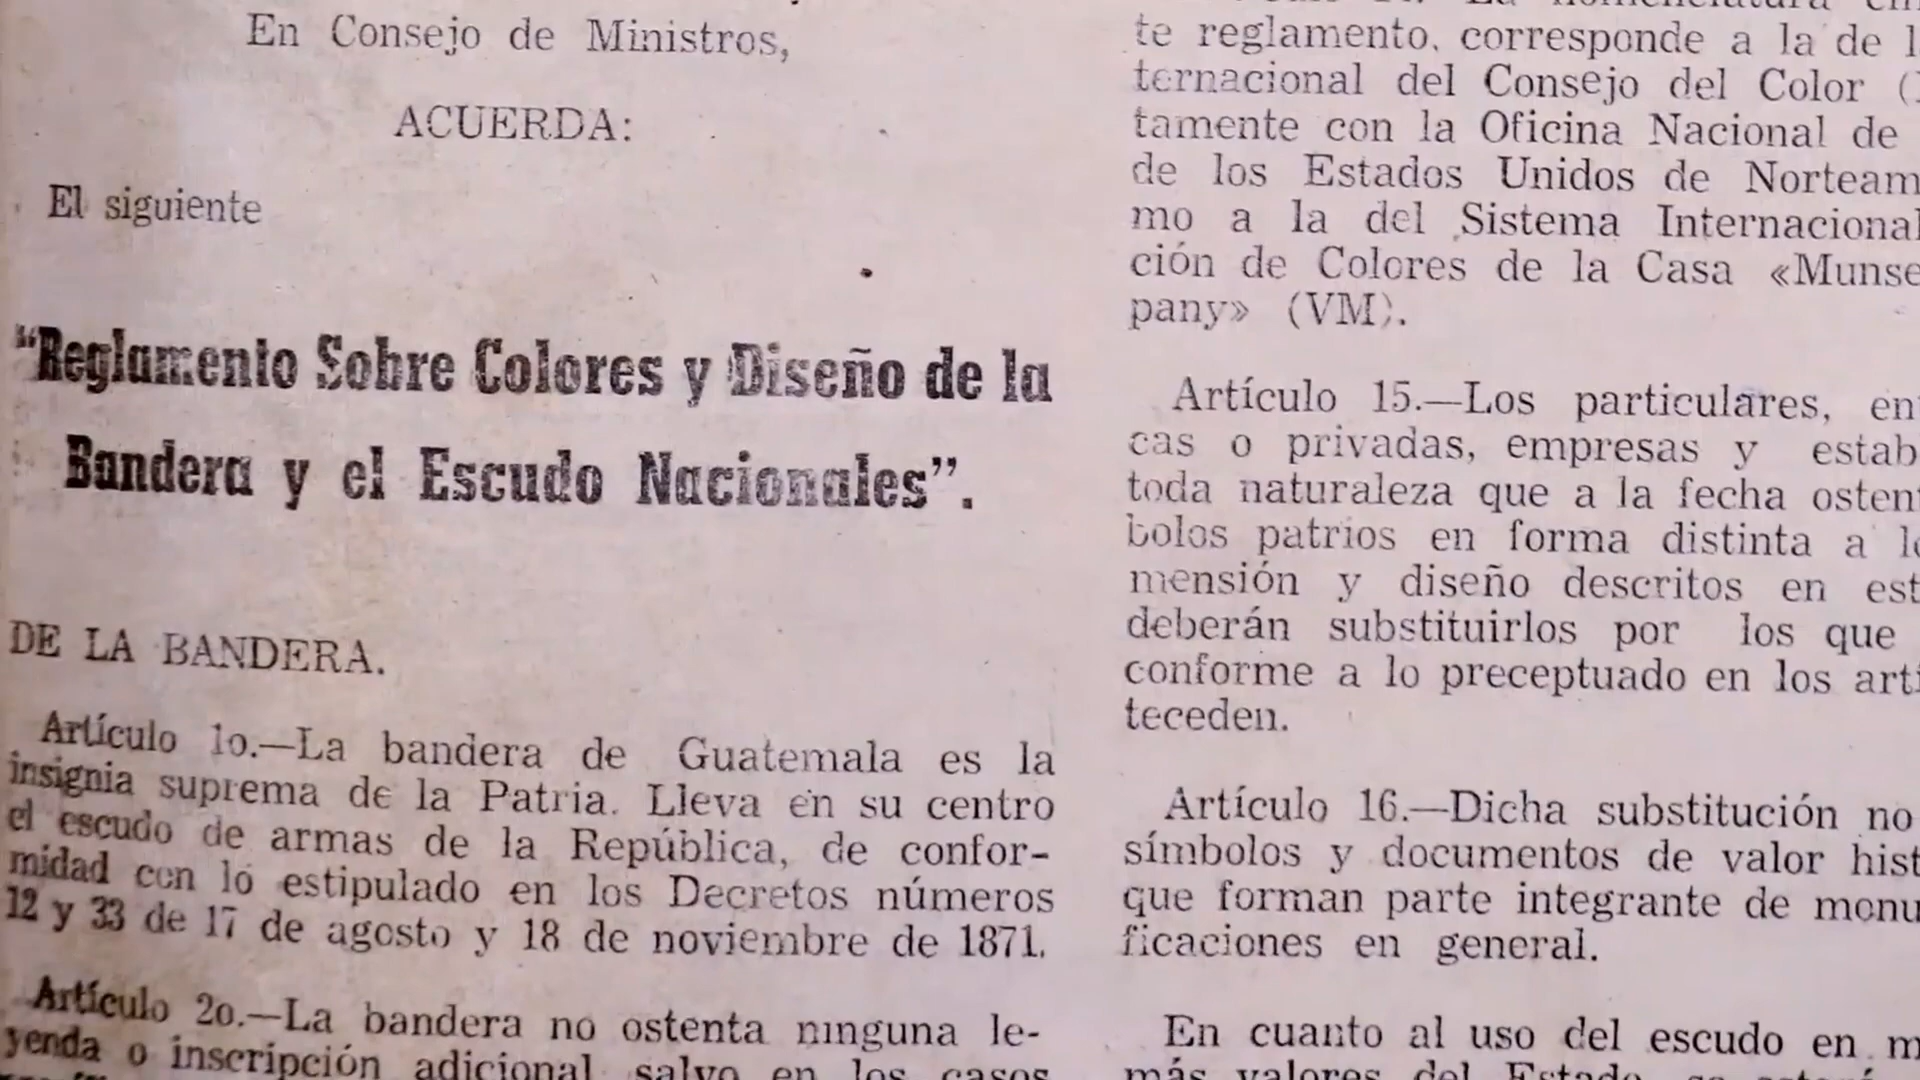 En Consejo de Ministros,
ACUERDA:
El siguiente
“Reglamento Sobre Colores y Diseño de la
Bandera y el Escudo Nacionales”.
DE LA BANDERA.
Artículo 1o.—La bandera de Guatemala es la
insignia suprema de la Patria. Lleva en su centro
el escudo de armas de la República, de confor-
midad con lo estipulado en los Decretos números
12 y 33 de 17 de agosto y 18 de noviembre de 1871.
Artículo 2o.—La bandera no ostenta ninguna le-
yenda o inscripción adicional salvo en los casos
te reglamento, corresponde a la de l
ternacional del Consejo del Color (
tamente con la Oficina Nacional de
de los Estados Unidos de Norteam
mo a la del Sistema Internacional
ción de Colores de la Casa «Munse
pany» (VM).
Artículo 15.—Los particulares, en
cas o privadas, empresas y estab
toda naturaleza que a la fecha osten
bolos patrios en forma distinta a l
mensión y diseño descritos en est
deberán substituirlos por los que
conforme a lo preceptuado en los art
teceden.
Artículo 16.—Dicha substitución no
símbolos y documentos de valor hist
que forman parte integrante de monu
ficaciones en general.
En cuanto al uso del escudo en m
más valores del Estado